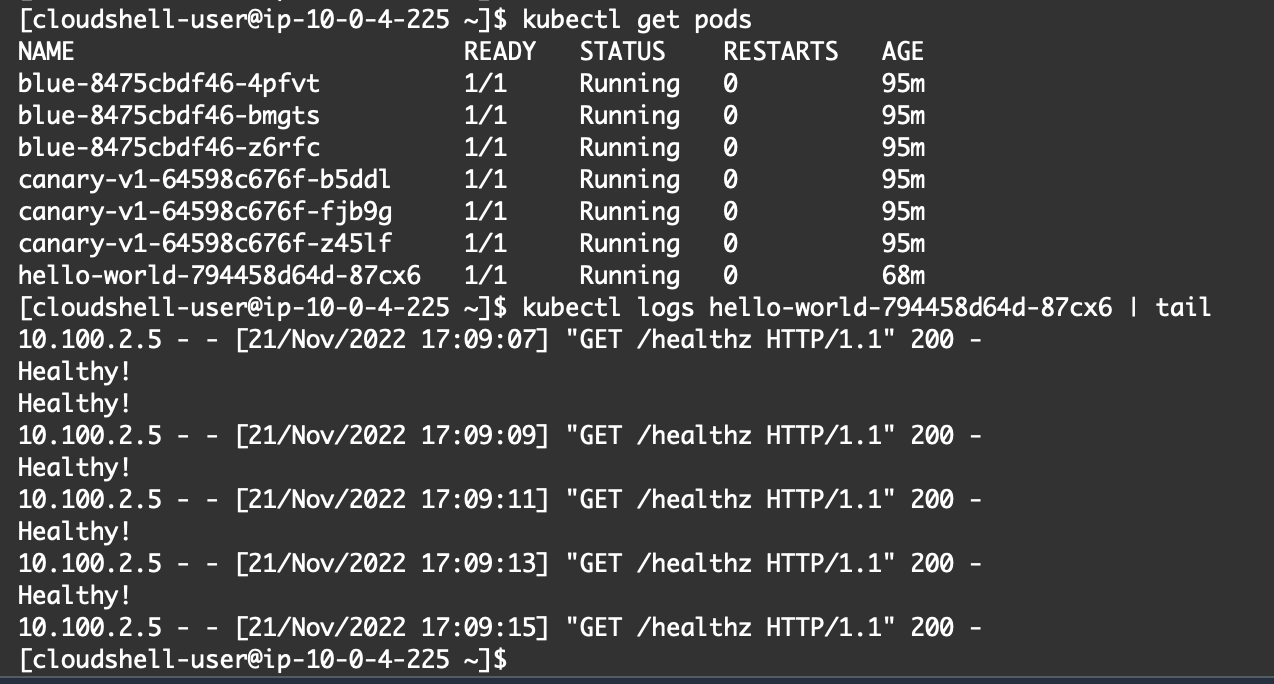 [cloudshell-user@ip-10-0-4-225 ~]$ kubectl get pods
NAME READY STATUS RESTARTS AGE
blue-8475cbdf46-4pfvt 1/1 Running 0 95m
blue-8475cbdf46-bmgts 1/1 Running 0 95m
blue-8475cbdf46-z6rfc 1/1 Running 0 95m
canary-v1-64598c676f-b5ddl 1/1 Running 0 95m
canary-v1-64598c676f-fjb9g 1/1 Running 0 95m
canary-v1-64598c676f-z45lf 1/1 Running 0 95m
hello-world-794458d64d-87cx6 1/1 Running 0 68m
[cloudshell-user@ip-10-0-4-225 ~]$ kubectl logs hello-world-794458d64d-87cx6 | tail
10.100.2.5 - - [21/Nov/2022 17:09:07] "GET /healthz HTTP/1.1" 200 -
Healthy!
Healthy!
10.100.2.5 - - [21/Nov/2022 17:09:09] "GET /healthz HTTP/1.1" 200 -
Healthy!
10.100.2.5 - - [21/Nov/2022 17:09:11] "GET /healthz HTTP/1.1" 200 -
Healthy!
10.100.2.5 - - [21/Nov/2022 17:09:13] "GET /healthz HTTP/1.1" 200 -
Healthy!
10.100.2.5 - - [21/Nov/2022 17:09:15] "GET /healthz HTTP/1.1" 200 -
[cloudshell-user@ip-10-0-4-225 ~]$